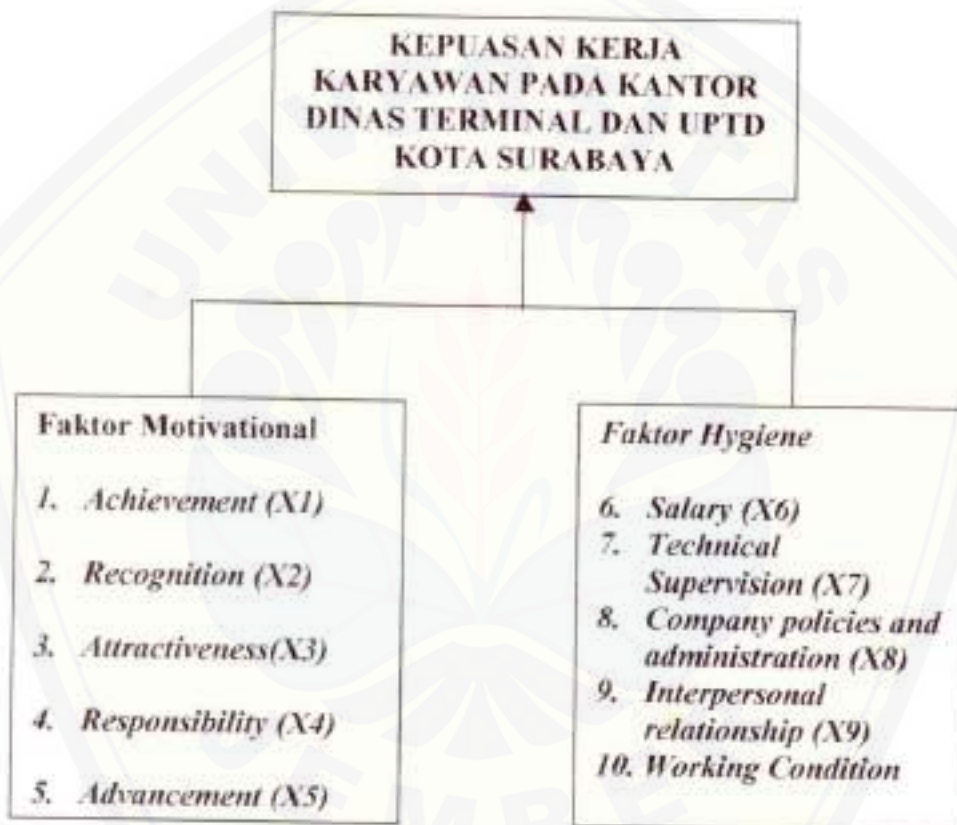 KEPUASAN KERJA
KARYAWAN PADA KANTOR
DINAS TERMINAL DAN UPTD
KOTA SURABAYA
Faktor Motivational
1. Achievement (X1)
2. Recognition (X2)
3. Attractiveness(X3)
4. Responsibility (X4)
5. Advancement (X5)
Faktor Hygiene
6. Salary (X6)
7. Technical
Supervision (X7)
8. Company policies and
administration (X8)
9. Interpersonal
relationship (X9)
10. Working Condition